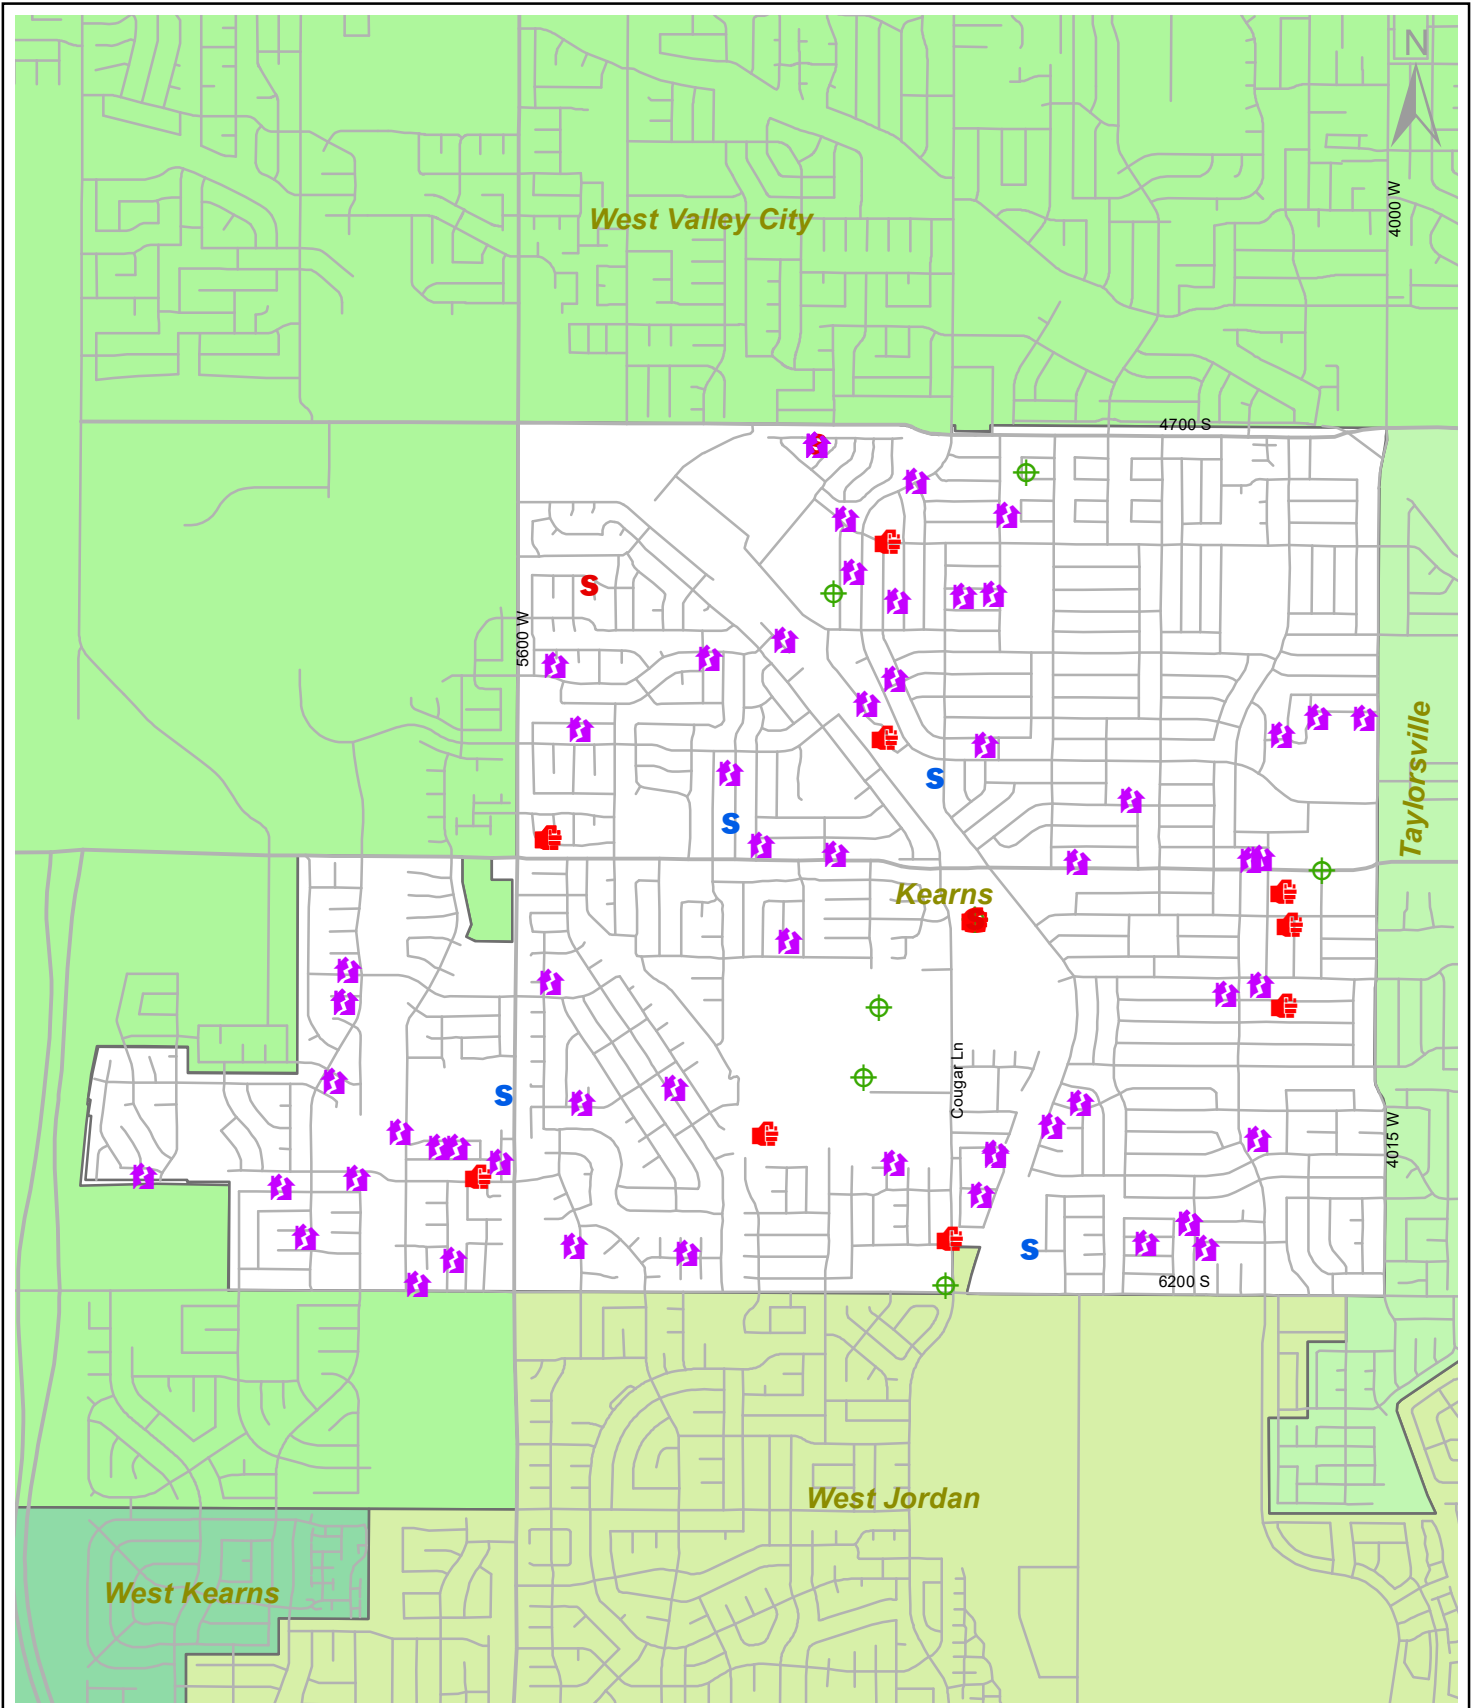 N
4000 W
West Valley City
4700 S
S
S
5600 W
Taylorsville
S
S
Kearns
S
Cougar Ln
S
4015 W
S
6200 S
West Jordan
West Kearns